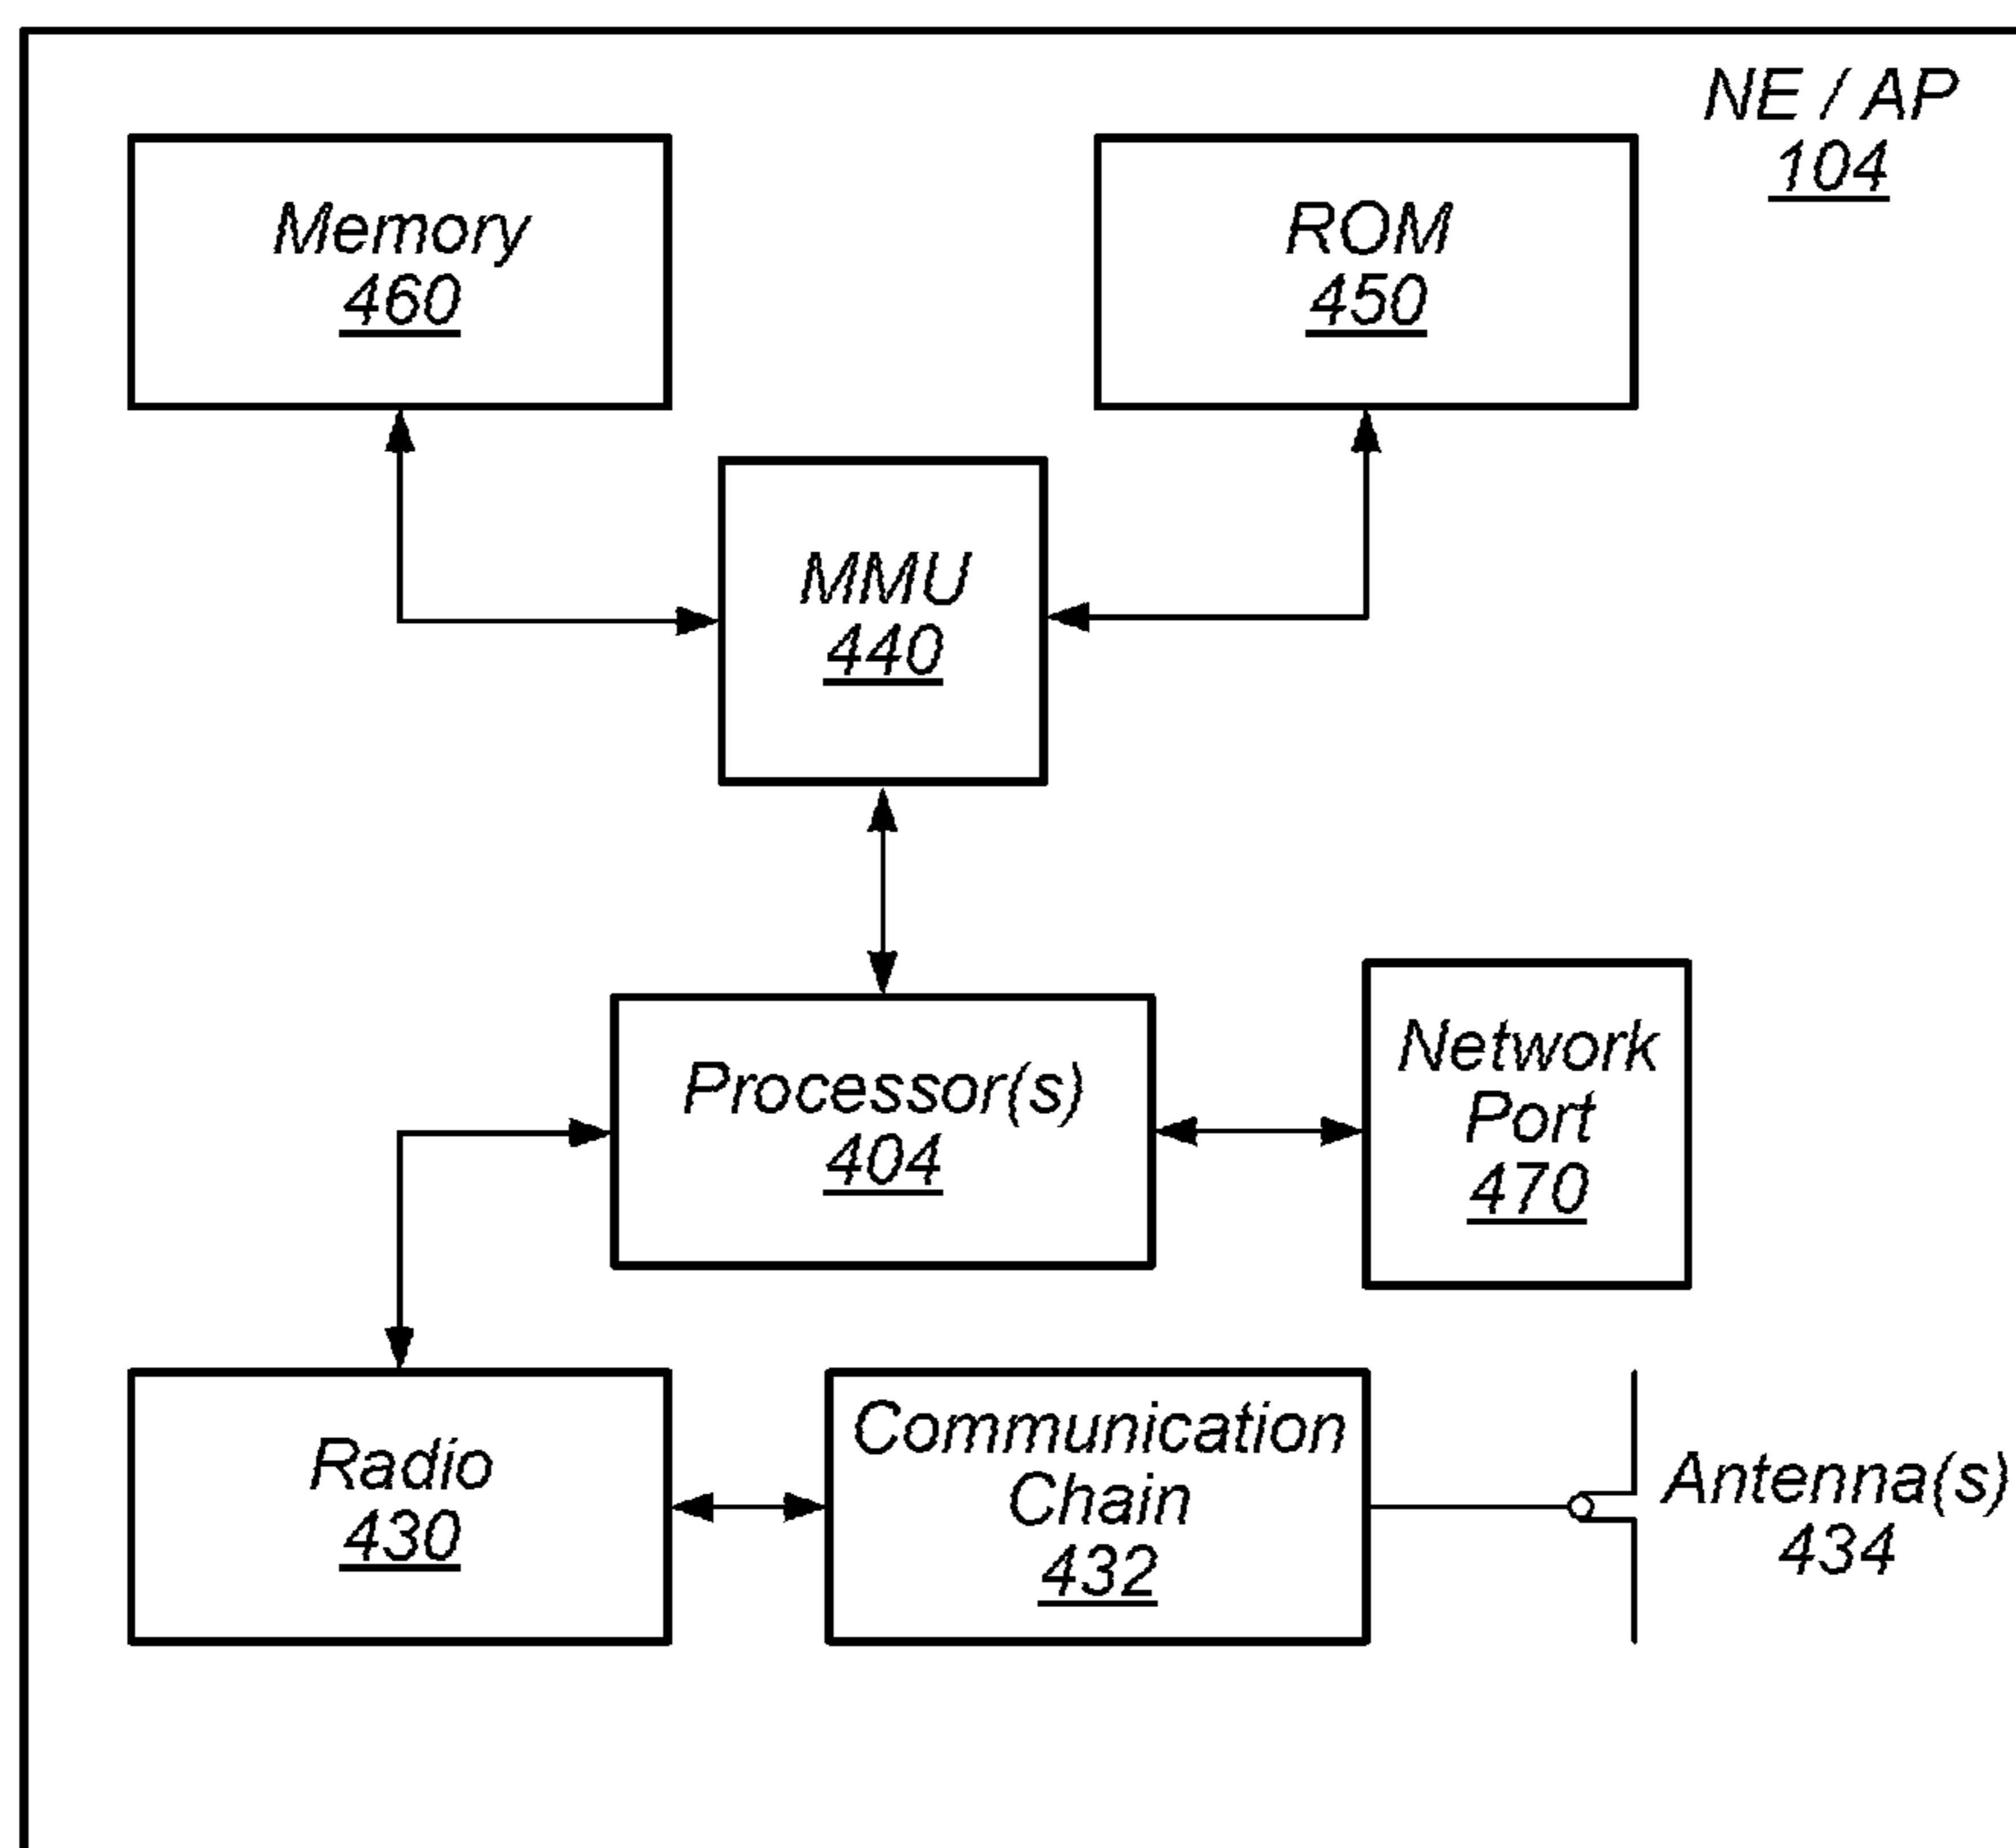 NE / AP
104
Memory
460
ROM
450
MMU
440
Processor(s)
404
Network
Port
470
Radio
430
Communication
Chain
432
Antenna(s)
434